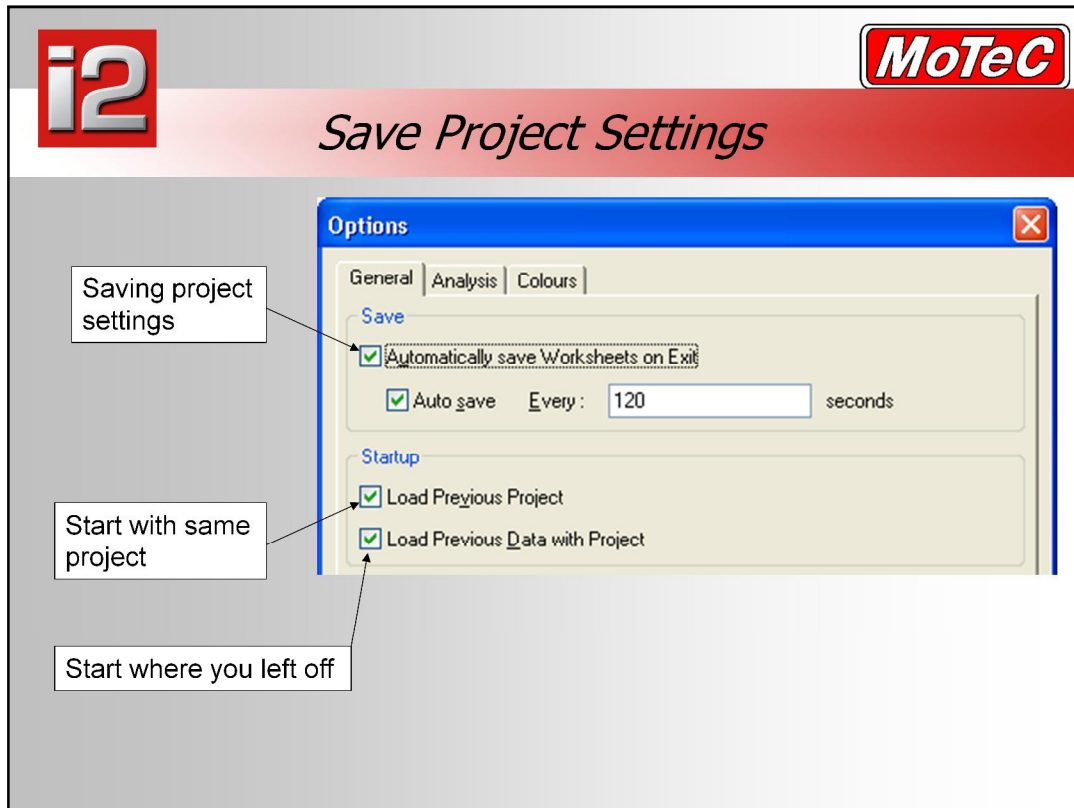 i2
MoTeC
Save Project Settings
Options
General Analysis Colours
Saving project
settings
Save
Automatically save Worksheets on Exit
Auto save Every : 120 seconds
Startup
Load Previous Project
Start with same
project
Load Previous Data with Project
Start where you left off